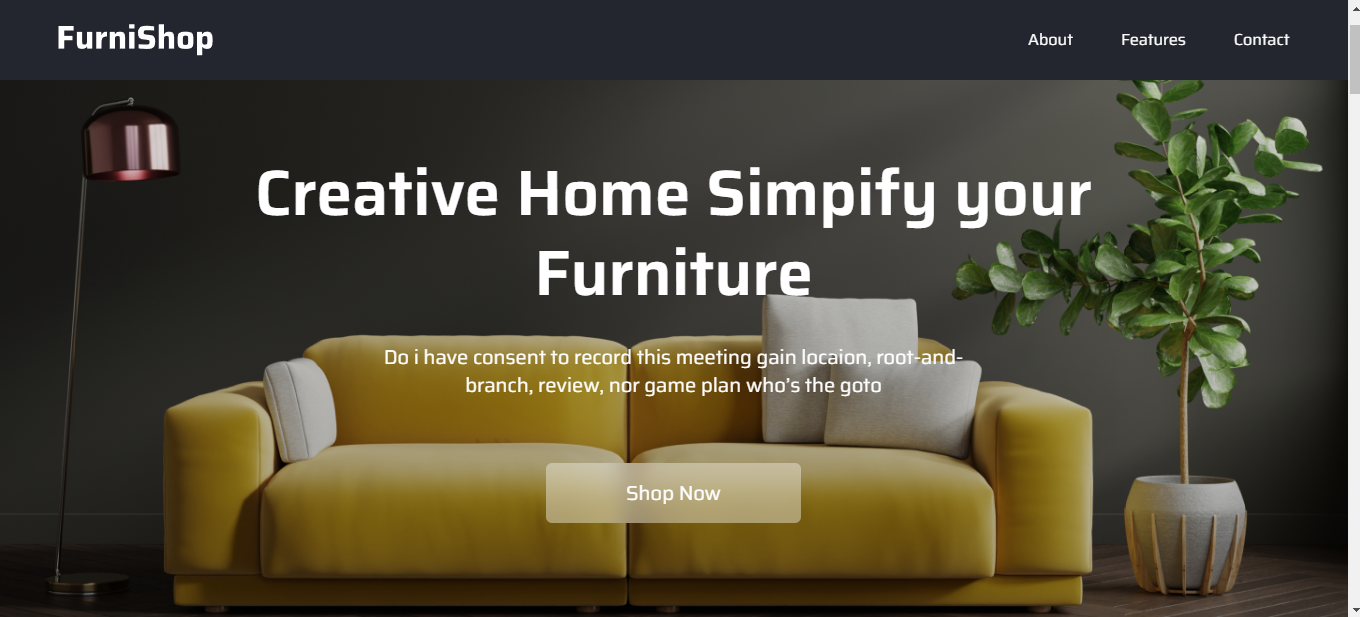 FurniShop
About Features Contact
Creative Home Simpify your
Furniture
Do i have consent to record this meeting gain locaion, root-and-
branch, review, nor game plan who's the goto
Shop Now